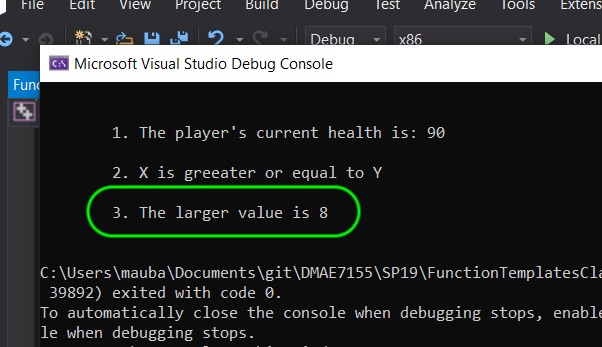 File Edit View Project Build Debug Test Analyze Tools Extens
Debug x86 Local
Func
C:\ Microsoft Visual Studio Debug Console
1. The player's current health is: 90
2. X is greeater or equal to Y
3. The larger value is 8
C:\Users\mauba\Documents\git\DMAE7155\SP19\FunctionTemplatesCla
39892) exited with code 0.
To automatically close the console when debugging stops, enable
le when debugging stops.